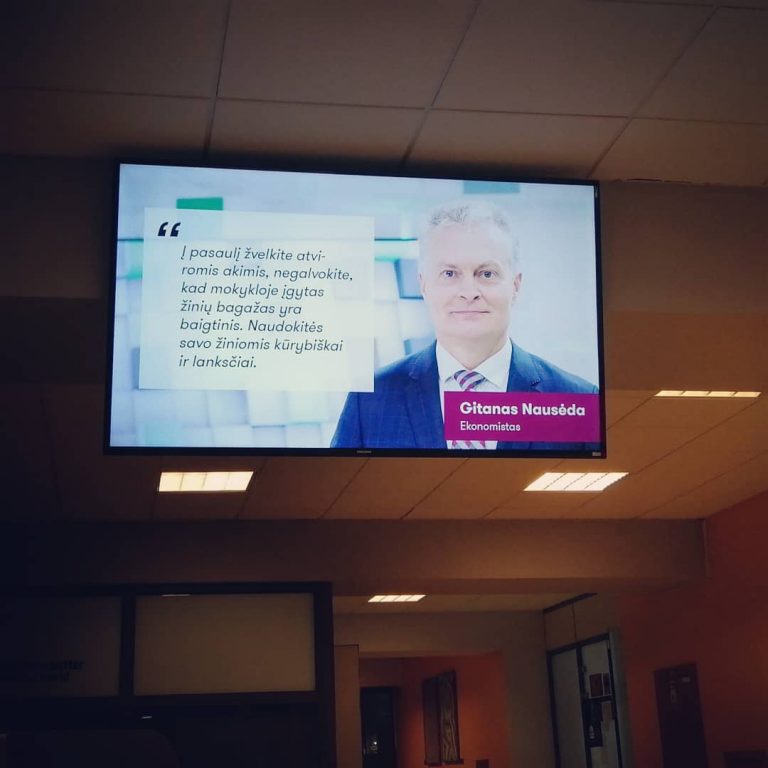 “
Į pasaulį žvelkite atvi-
romis akimis, negalvokite,
kad mokykloje įgytas
žinių bagažas yra
baigtinis. Naudokitės
savo žiniomis kūrybiškai
ir lanksčiai.
Gitanas Nausėda
Ekonomistas